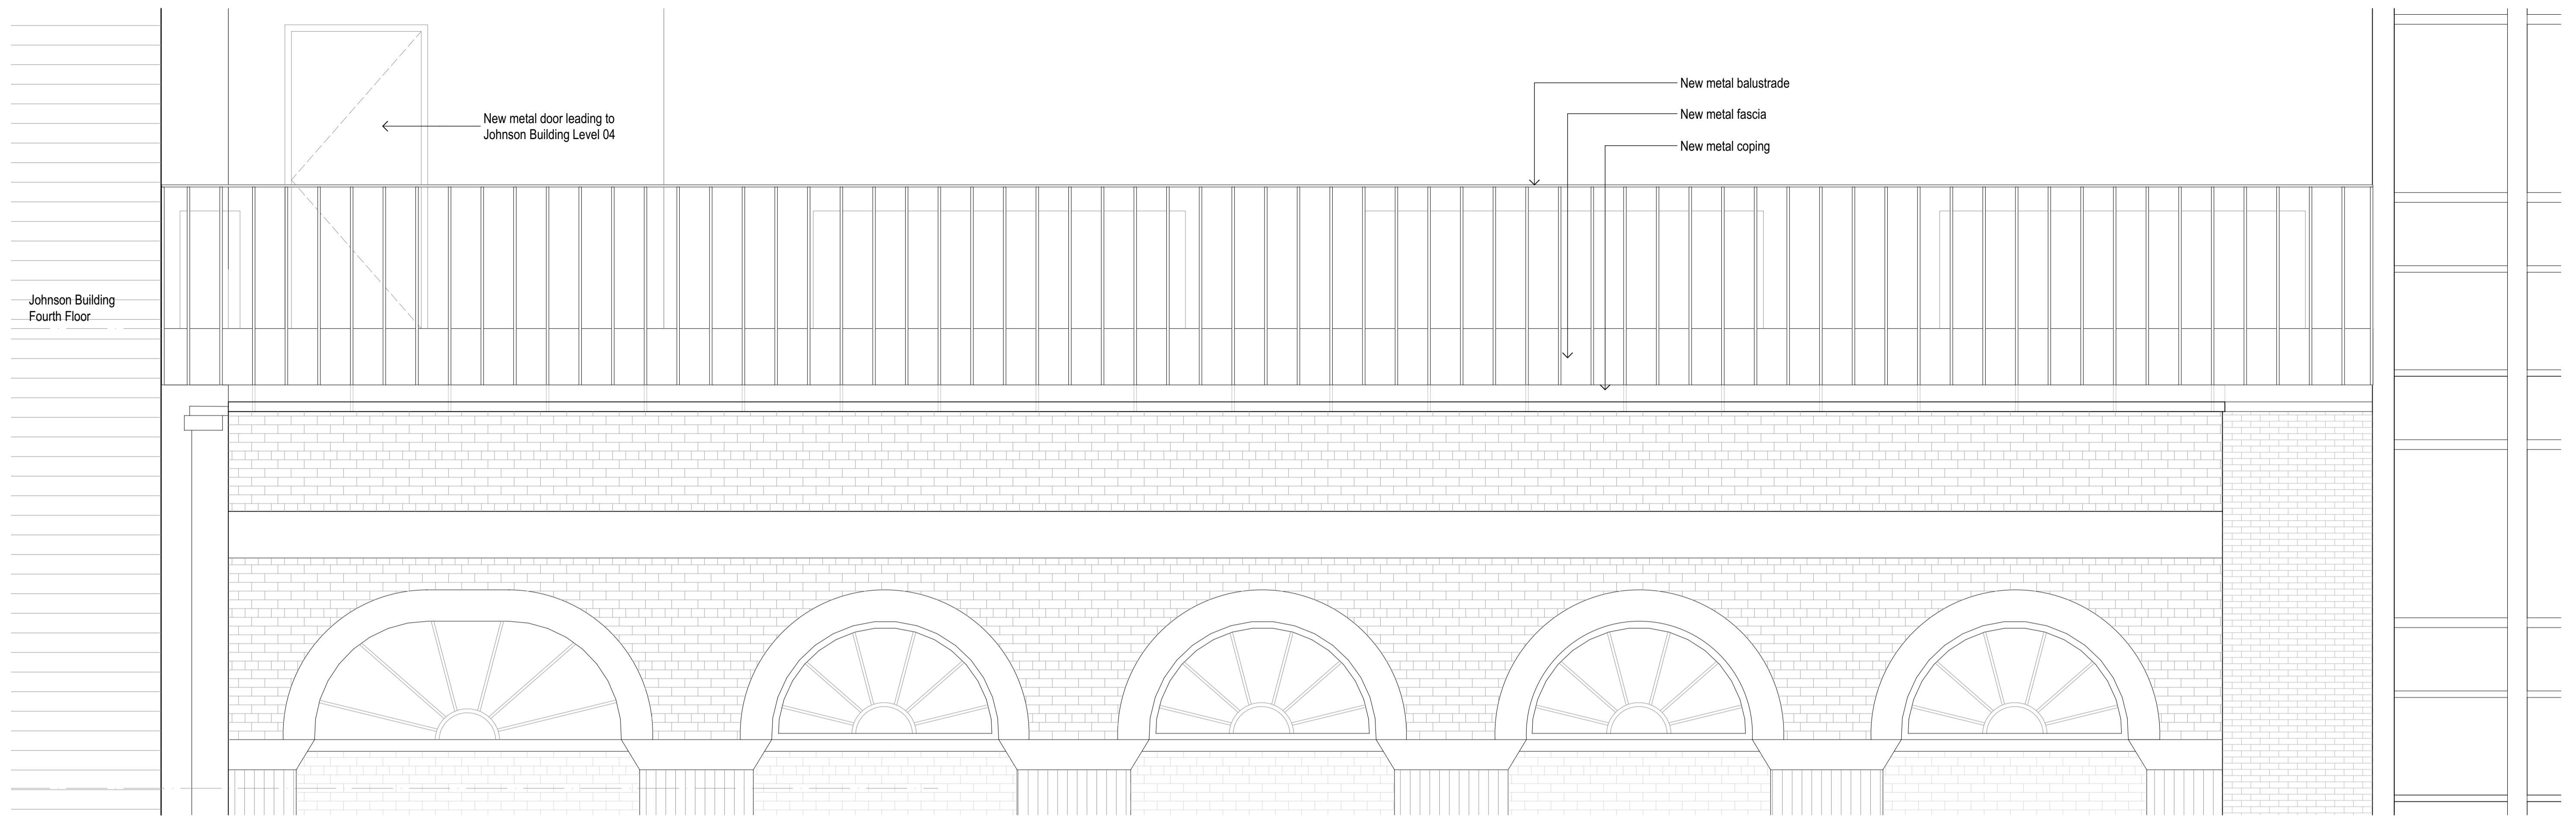 New metal balustrade
New metal fascia
New metal door leading to
Johnson Building Level 04
New metal coping
Johnson Building
Fourth Floor